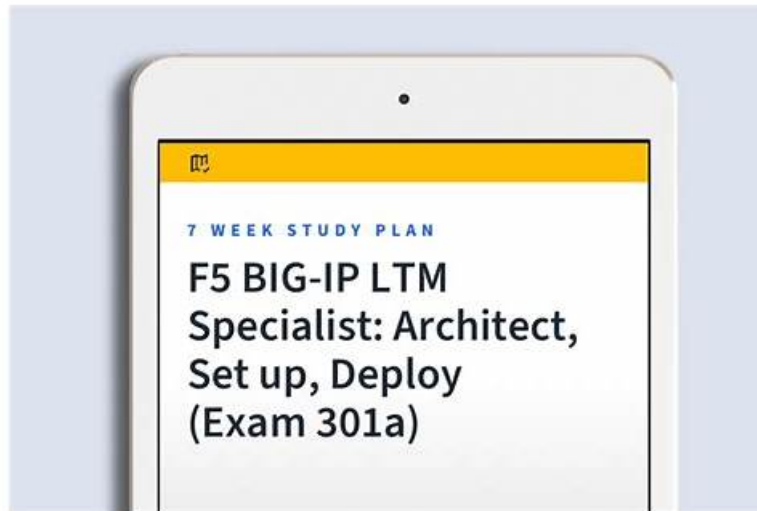 7 WEEK STUDY PLAN
F5 BIG-IP LTM
Specialist: Architect,
Set up, Deploy
(Exam 301a)